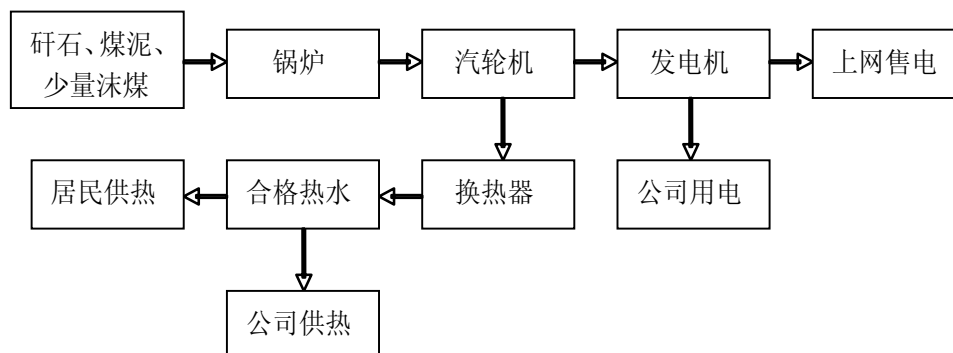 矸石、煤泥、
少量沫煤
锅炉
汽轮机
发电机
上网售电
居民供热
合格热水
换热器
公司用电
公司供热